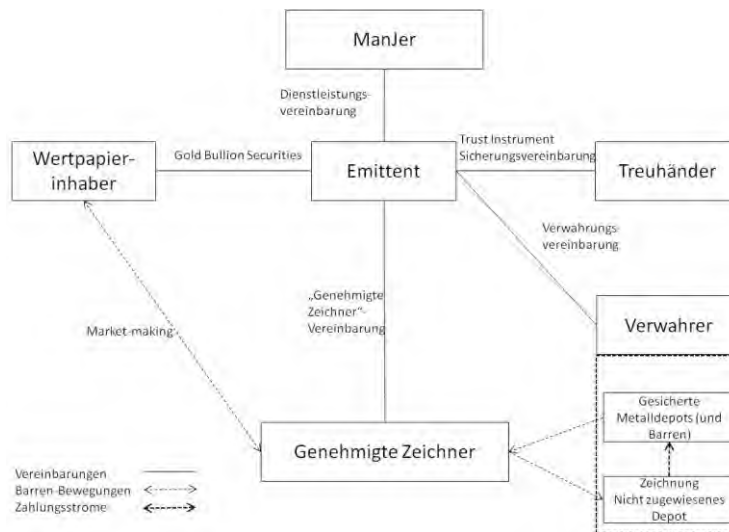 ManJer
Dienstleistungs-
vereinbarung
Wertpapier-
inhaber
Gold Bullion Securities
Emittent
Trust Instrument
Sicherungsvereinbarung
Treuhänder
Verwahrungs-
vereinbarung
„Genehmigte
Zeichner“-
Vereinbarung
Market-making
Verwahrer
Gesicherte
Metalldepots (und
Barren)
Genehmigte Zeichner
Zeichnung
Nicht zugewiesenes
Depot
Vereinbarungen
Barren-Bewegungen
Zahlungsströme